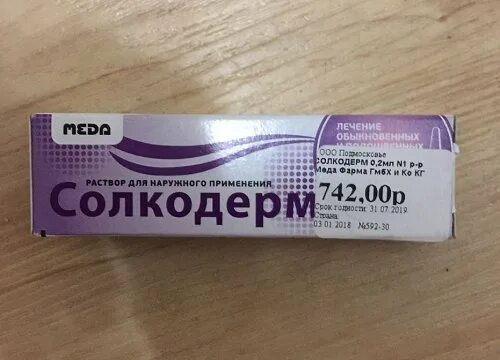 MEDA
РАСТВОР ДЛЯ НАРУЖНОГО ПРИМЕНЕНИЯ
Солкодерм
ЛЕЧЕНИЕ
ОБЫКНОВЕННЫХ
И ПОДОШВЕННЫХ
ООО Подмосковье
СОЛКОДЕРМ 0,2мл N1 р-р
Меда Фарма ГмбХ и Ко КГ
742,00р
Срок годности: 31.07.2019
Страна:
03.01.2018 №592-30